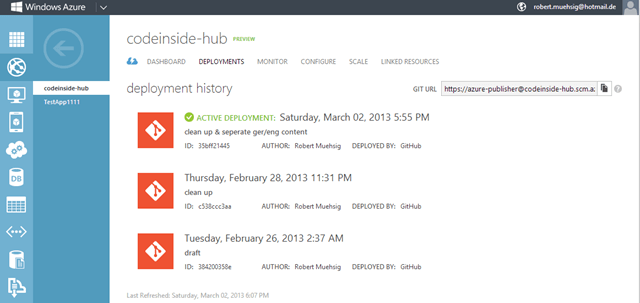 Windows Azure
robert.muehsig@hotmail.de
codeinside-hub
TestApp1111
DB
codeinside-hub PREVIEW
DASHBOARD DEPLOYMENTS MONITOR CONFIGURE SCALE LINKED RESOURCES
deployment history
GIT URL https://azure-publisher@codeinside-hub.scm.a
ACTIVE DEPLOYMENT: Saturday, March 02, 2013 5:55 PM
clean up & seperate ger/eng content
ID: 35bff21445 AUTHOR: Robert Muehsig DEPLOYED BY: GitHub
Thursday, February 28, 2013 11:31 PM
clean up
ID: c538ccc3aa AUTHOR: Robert Muehsig DEPLOYED BY: GitHub
Tuesday, February 26, 2013 2:37 AM
draft
ID: 384200358e AUTHOR: Robert Muehsig DEPLOYED BY: GitHub
Last Refreshed: Saturday, March 02, 2013 6:07 PM